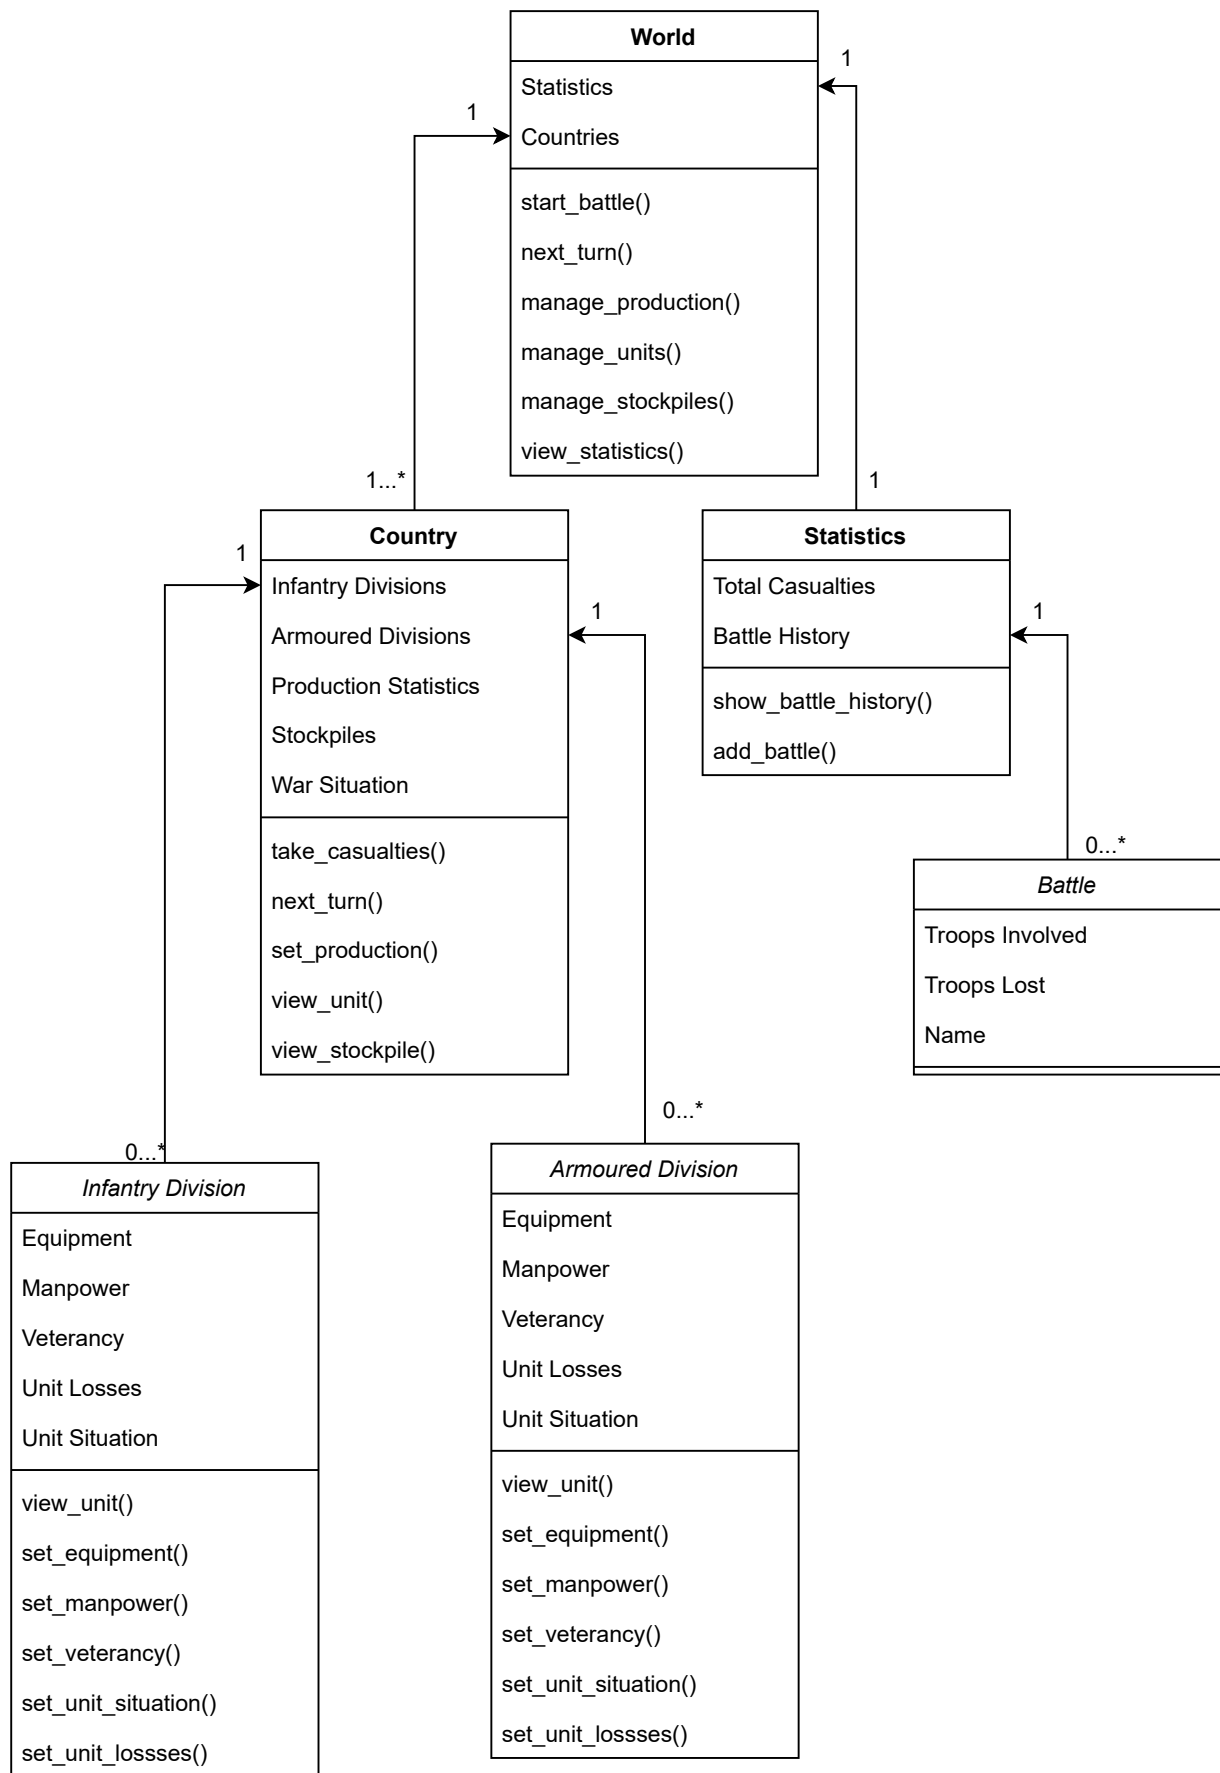 World
1
Statistics
1
Countries
start_battle()
next_turn()
manage_production()
manage_units()
manage_stockpiles()
view_statistics()
1...*
1
Country
1
Infantry Divisions
1
Armoured Divisions
Production Statistics
Stockpiles
War Situation
take_casualties()
next_turn()
set_production()
view_unit()
view_stockpile()
Statistics
Total Casualties
1
Battle History
show_battle_history()
add_battle()
0...*
Battle
Troops Involved
Troops Lost
Name
0...*
Infantry Division
Equipment
Manpower
Veterancy
Unit Losses
Unit Situation
view_unit()
set_equipment()
set_manpower()
set_veterancy()
set_unit_situation()
set_unit_lossses()
0...*
Armoured Division
Equipment
Manpower
Veterancy
Unit Losses
Unit Situation
view_unit()
set_equipment()
set_manpower()
set_veterancy()
set_unit_situation()
set_unit_lossses()